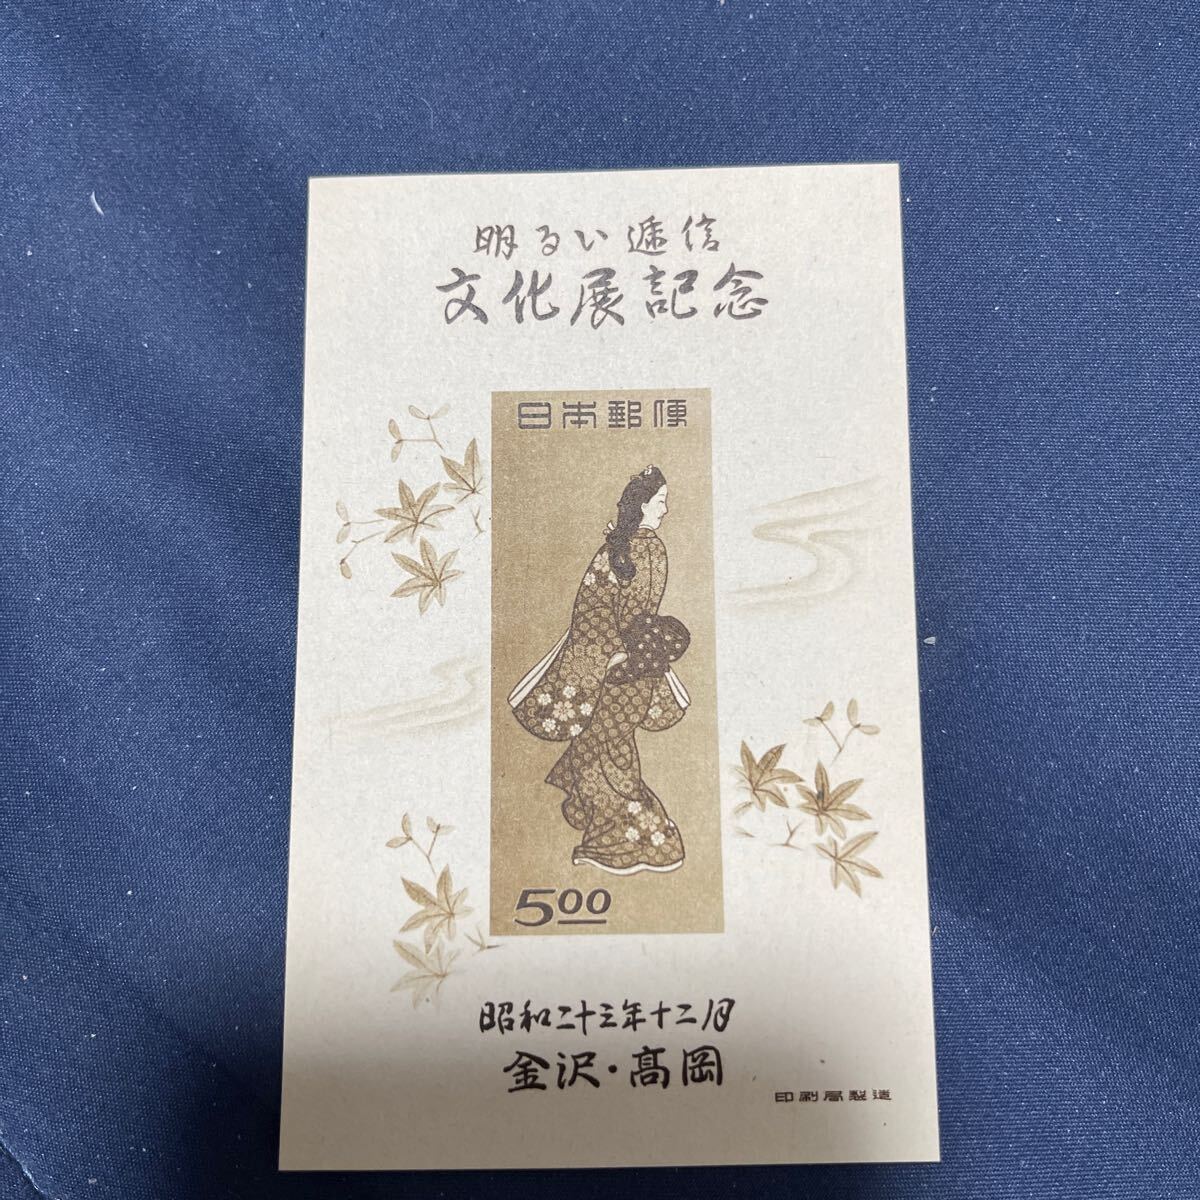 明るい逓信
文化展記念
日本郵便
5.00
昭和二十三年十二月
金沢・高岡
印刷局製造